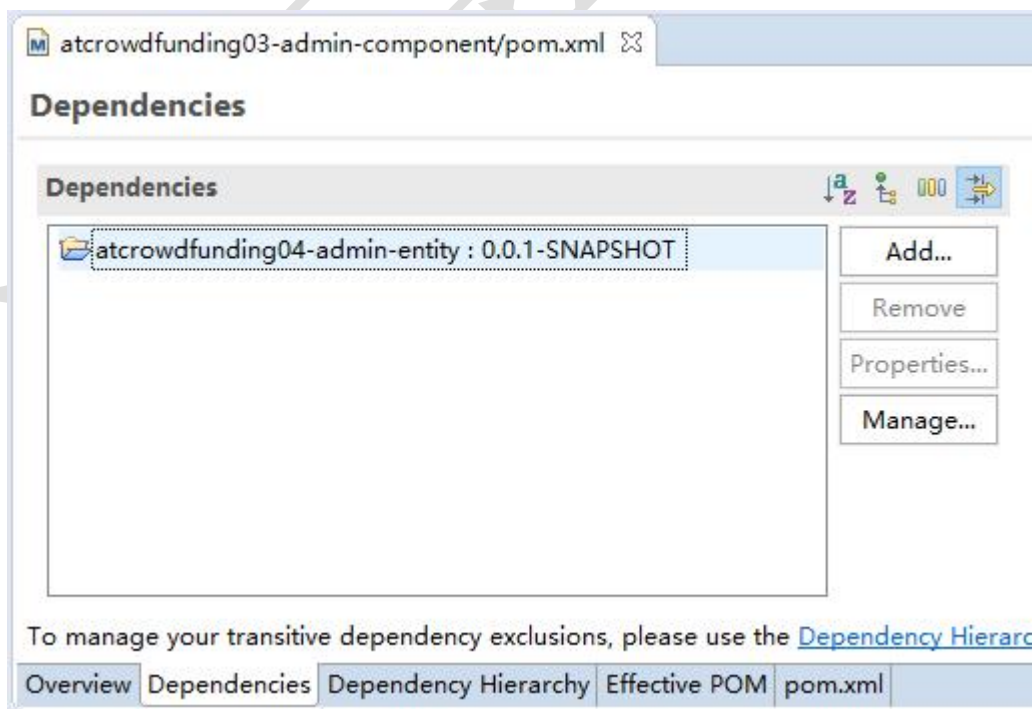 atcrowdfunding03-admin-component/pom.xml
Dependencies
Dependencies
atcrowdfunding04-admin-entity : 0.0.1-SNAPSHOT
Add...
Remove
Properties...
Manage...
To manage your transitive dependency exclusions, please use the Dependency Hierarc
Overview Dependencies Dependency Hierarchy Effective POM pom.xml